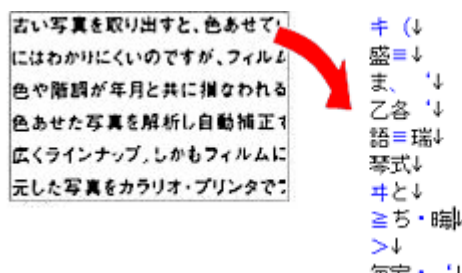 古い写真を取り出すと、色あせて
にはわかりにくいのですが、フィルム
色や階調が年月と共に損なわれる
色あせた写真を解析し自動補正す
広くラインナップ。しかもフィルムに
元した写真をカラリオ・プリンタで
キ (↓
盛≡↓
ま、 ‘↓
乙各 ‘↓
語≡瑞↓
琴式↓
ヰと↓
≧ぢ・
>↓